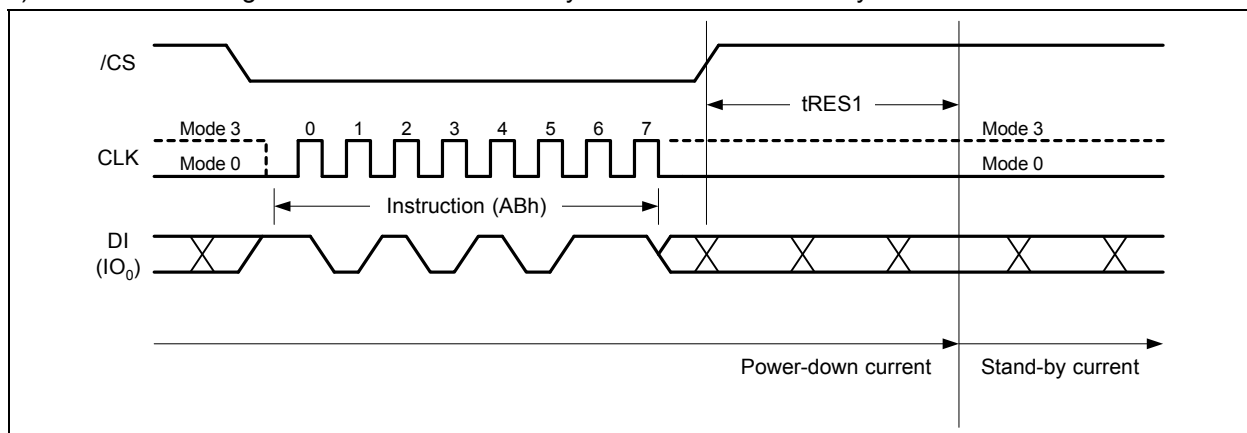 /CS
tRES1
Mode 3 0 1 2 3 4 5 6 7 Mode 3
CLK
Mode 0 Mode 0
Instruction (ABh)
DI
(IO₀)
Power-down current Stand-by current